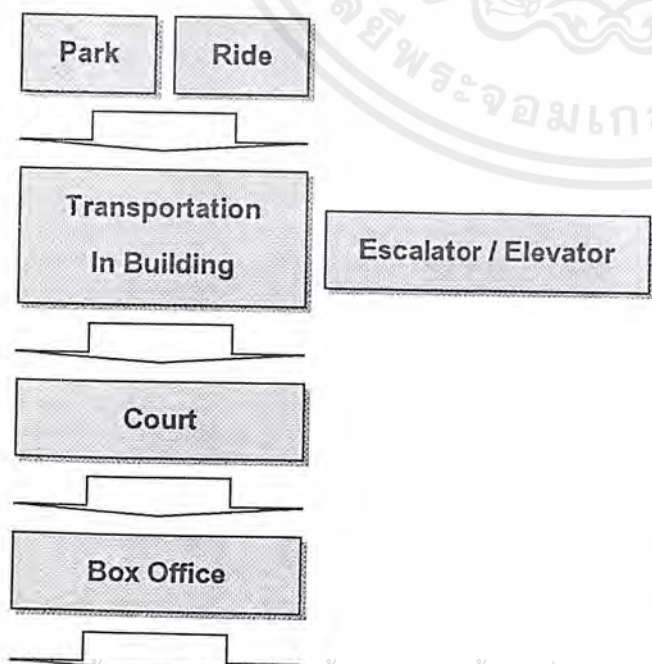 Park Ride
Transportation
In Building
Escalator / Elevator
Court
Box Office